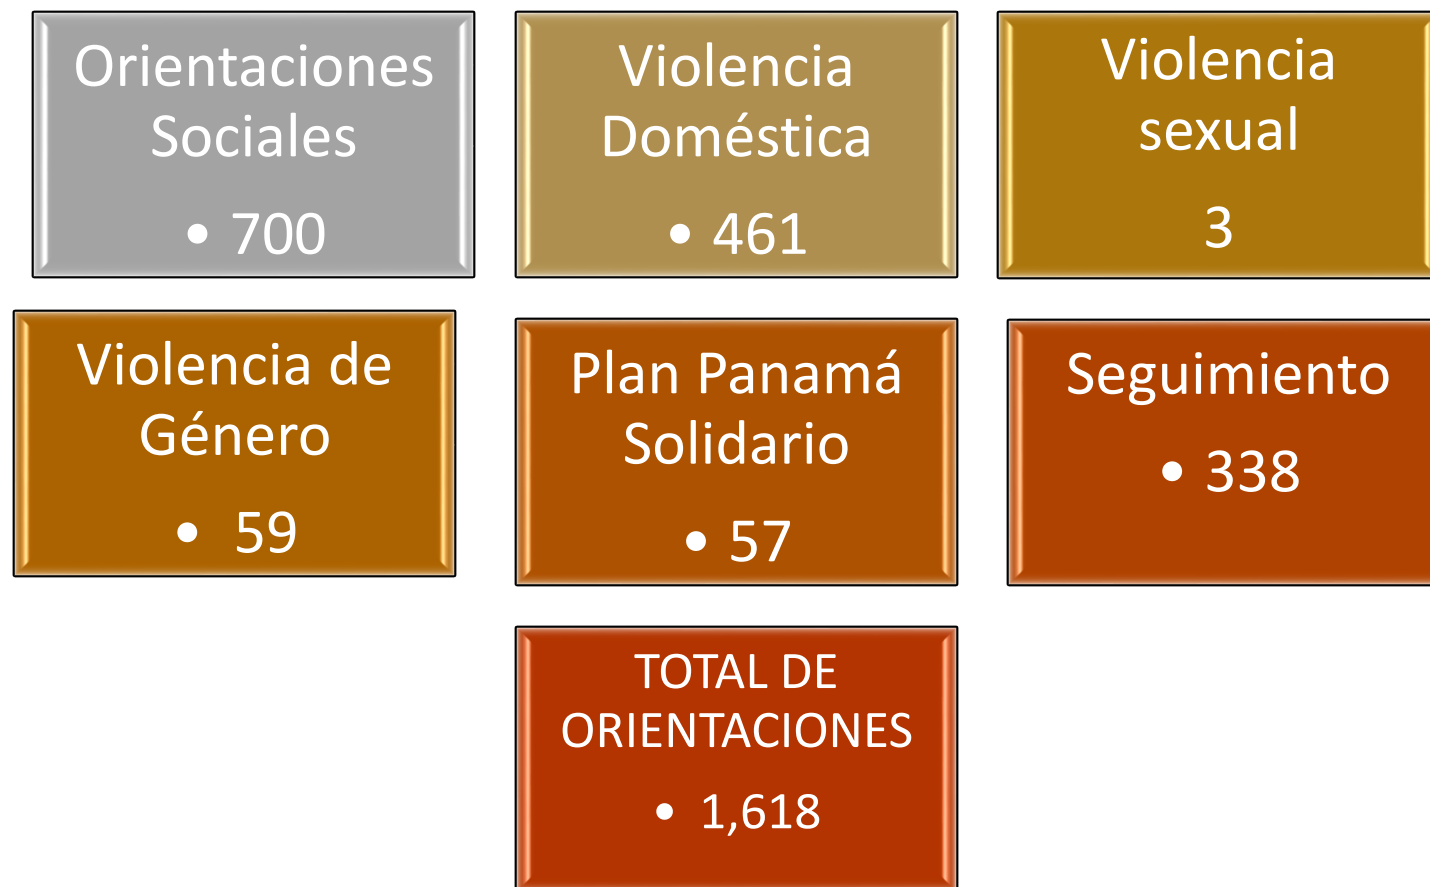 Orientaciones
Sociales
• 700
Violencia
Doméstica
• 461
Violencia
sexual
3
Violencia de
Género
• 59
Plan Panamá
Solidario
• 57
Seguimiento
• 338
TOTAL DE
ORIENTACIONES
• 1,618